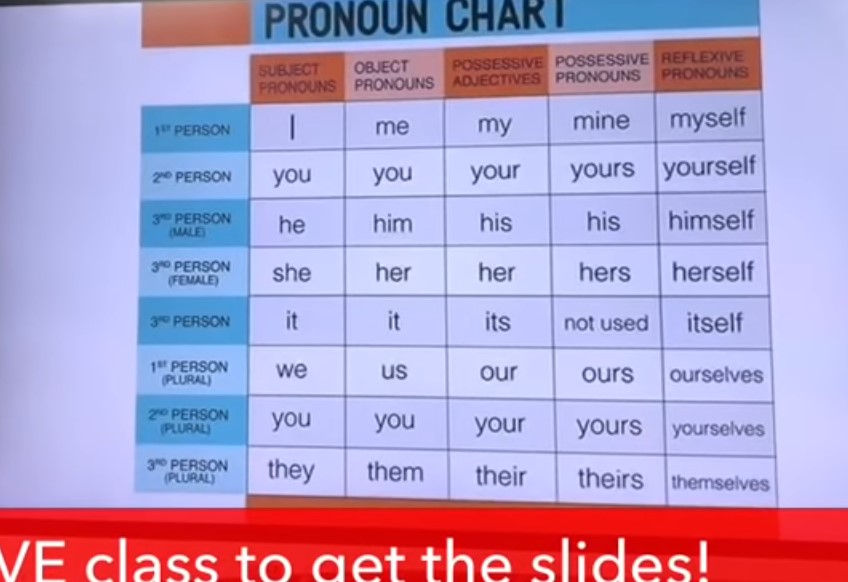 PRONOUN CHART
SUBJECT PRONOUNS OBJECT PRONOUNS POSSESSIVE ADJECTIVES POSSESSIVE PRONOUNS REFLEXIVE PRONOUNS
1ST PERSON I me my mine myself
2ND PERSON you you your yours yourself
3RD PERSON (MALE) he him his his himself
3RD PERSON (FEMALE) she her her hers herself
3RD PERSON it it its not used itself
1ST PERSON (PLURAL) we us our ours ourselves
2ND PERSON (PLURAL) you you your yours yourselves
3RD PERSON (PLURAL) they them their theirs themselves
VE class to get the slides!